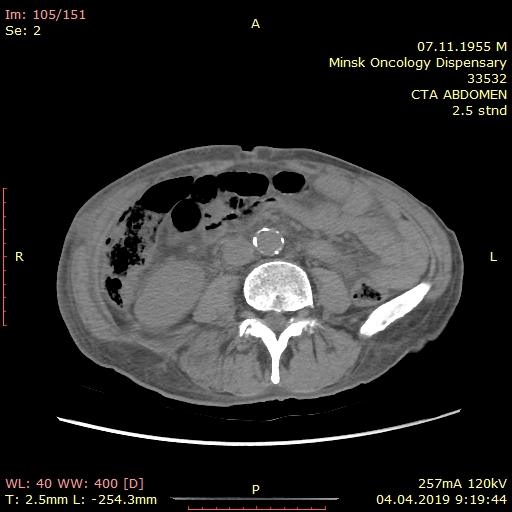 Im: 105/151
Se: 2
A
07.11.1955 M
Minsk Oncology Dispensary
33532
CTA ABDOMEN
2.5 stnd
R
L
WL: 40 WW: 400 [D]
T: 2.5mm L: -254.3mm
P
257mA 120kV
04.04.2019 9:19:44